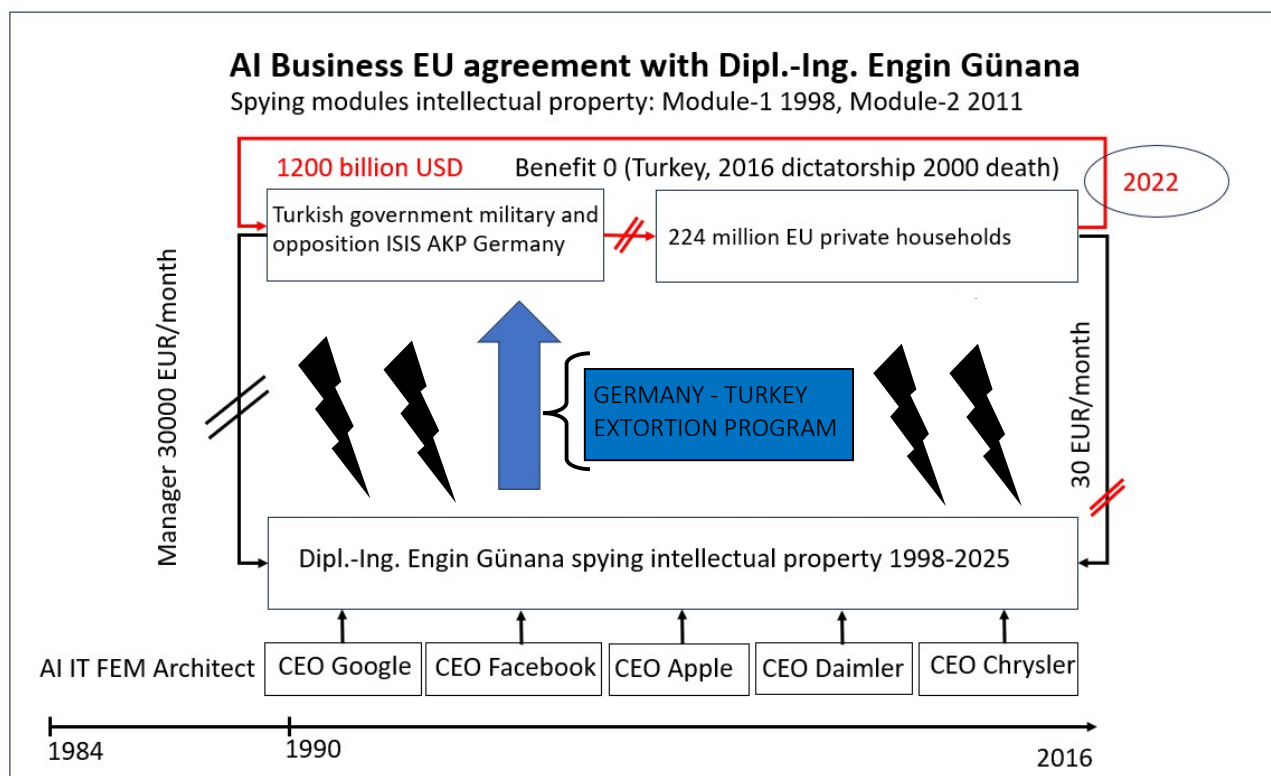 AI Business EU agreement with Dipl.-Ing. Engin Günana
Spying modules intellectual property: Module-1 1998, Module-2 2011
1200 billion USD
Benefit 0 (Turkey, 2016 dictatorship 2000 death)
2022
Turkish government military and
opposition ISIS AKP Germany
224 million EU private households
Manager 30000 EUR/month
GERMANY - TURKEY
EXTORTION PROGRAM
30 EUR/month
Dipl.-Ing. Engin Günana spying intellectual property 1998-2025
AI IT FEM Architect
CEO Google
CEO Facebook
CEO Apple
CEO Daimler
CEO Chrysler
1984
1990
2016